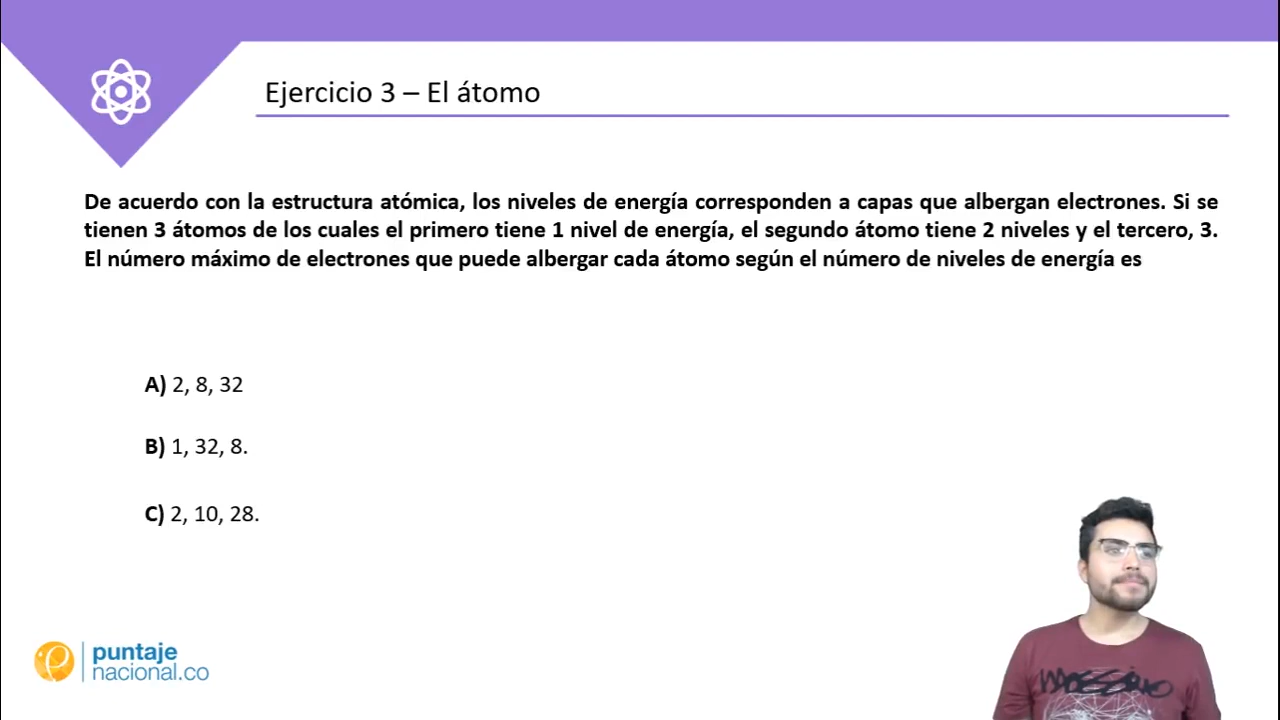 Ejercicio 3 – El átomo
De acuerdo con la estructura atómica, los niveles de energía corresponden a capas que albergan electrones. Si se
tienen 3 átomos de los cuales el primero tiene 1 nivel de energía, el segundo átomo tiene 2 niveles y el tercero, 3.
El número máximo de electrones que puede albergar cada átomo según el número de niveles de energía es
A) 2, 8, 32
B) 1, 32, 8.
C) 2, 10, 28.
puntaje
nacional.co